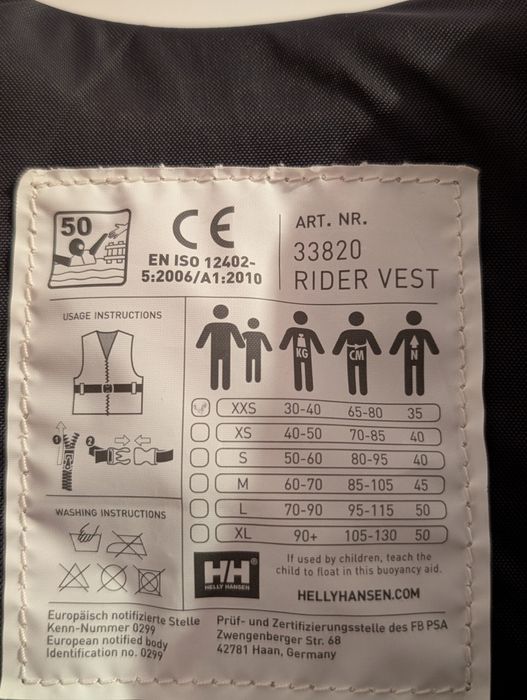 50
CE
EN ISO 12402-
5:2006/A1:2010
ART. NR.
33820
RIDER VEST
USAGE INSTRUCTIONS
1
2
KG
CM
N
XXS 30-40 65-80 35
XS 40-50 70-85 40
S 50-60 80-95 40
M 60-70 85-105 45
L 70-90 95-115 50
XL 90+ 105-130 50
WASHING INSTRUCTIONS
H/H
HELLY HANSEN
If used by children, teach the
child to float in this buoyancy aid.
HELLYHANSEN.COM
Europäisch notifizierte Stelle
Kenn-Nummer 0299
European notified body
Identification no. 0299
Prüf- und Zertifizierungsstelle des FB PSA
Zwengenberger Str. 68
42781 Haan, Germany